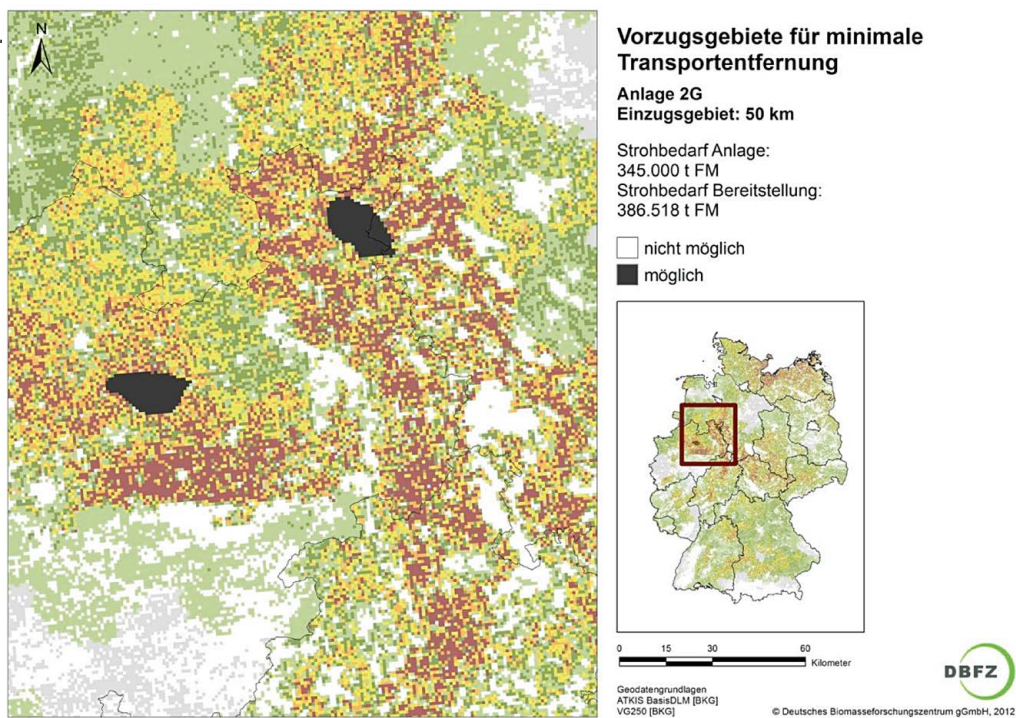 N
Vorzugsgebiete für minimale
Transportentfernung
Anlage 2G
Einzugsgebiet: 50 km
Strohbedarf Anlage:
345.000 t FM
Strohbedarf Bereitstellung:
386.518 t FM
nicht möglich
möglich
0 15 30 60
Kilometer
Geodatengrundlagen
ATKIS BasisDLM [BKG]
VG250 [BKG]
DBFZ
© Deutsches Biomasseforschungszentrum gGmbH, 2012